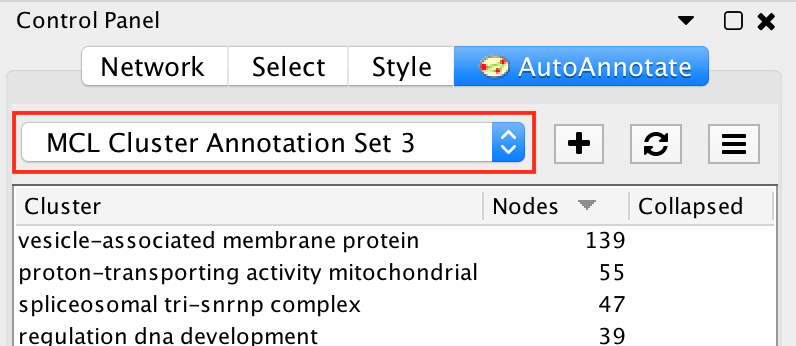 Control Panel
Network Select Style AutoAnnotate
MCL Cluster Annotation Set 3
Cluster Nodes Collapsed
vesicle-associated membrane protein 139
proton-transporting activity mitochondrial 55
spliceosomal tri-snrnp complex 47
regulation dna development 39